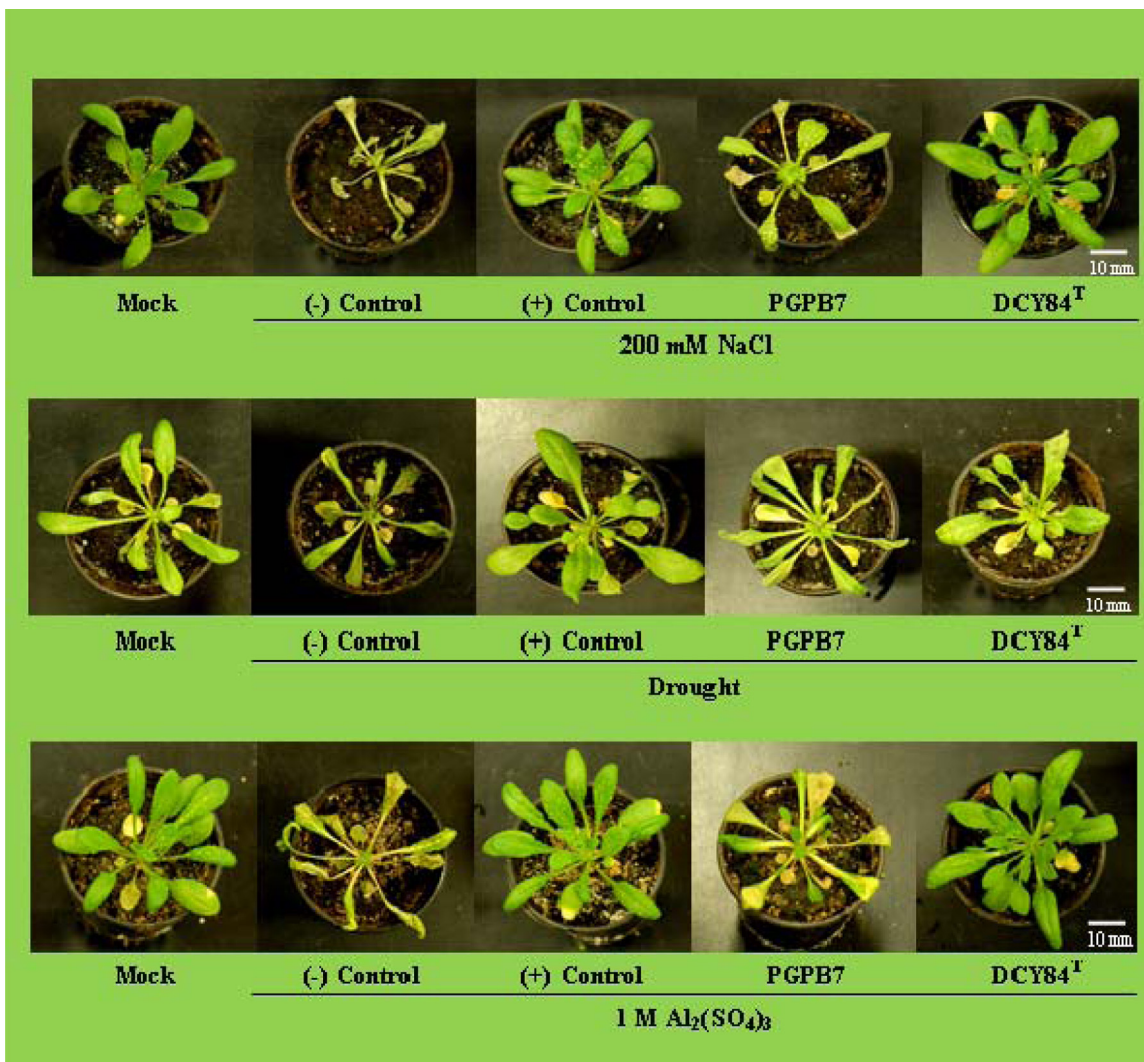 10 mm
Mock (-) Control (+) Control PGPB7 DCY84ᵀ
200 mM NaCl
10 mm
Mock (-) Control (+) Control PGPB7 DCY84ᵀ
Drought
10 mm
Mock (-) Control (+) Control PGPB7 DCY84ᵀ
1 M Al₂(SO₄)₃